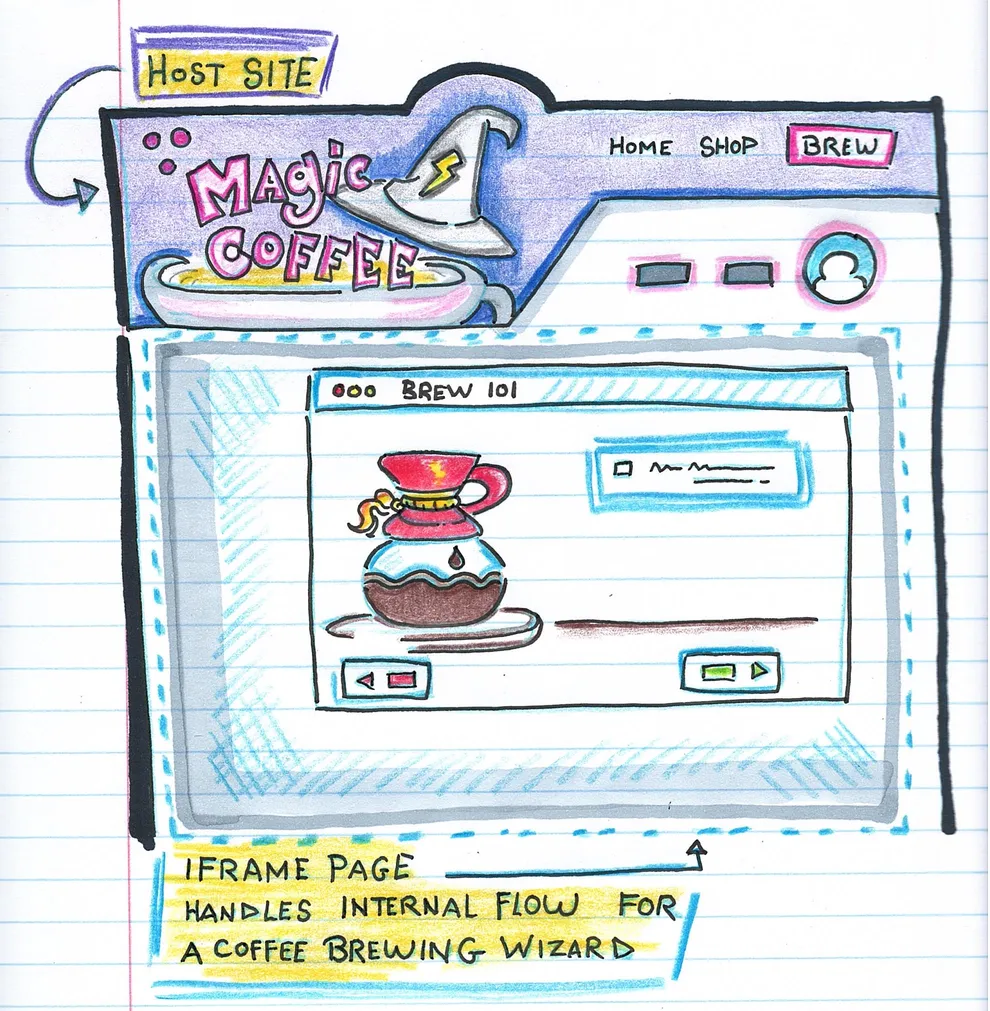 HOST SITE
MAgic
COFFEE
HOME SHOP BREW
BREW 101
IFRAME PAGE
HANDLES INTERNAL FLOW FOR
A COFFEE BREWING WIZARD